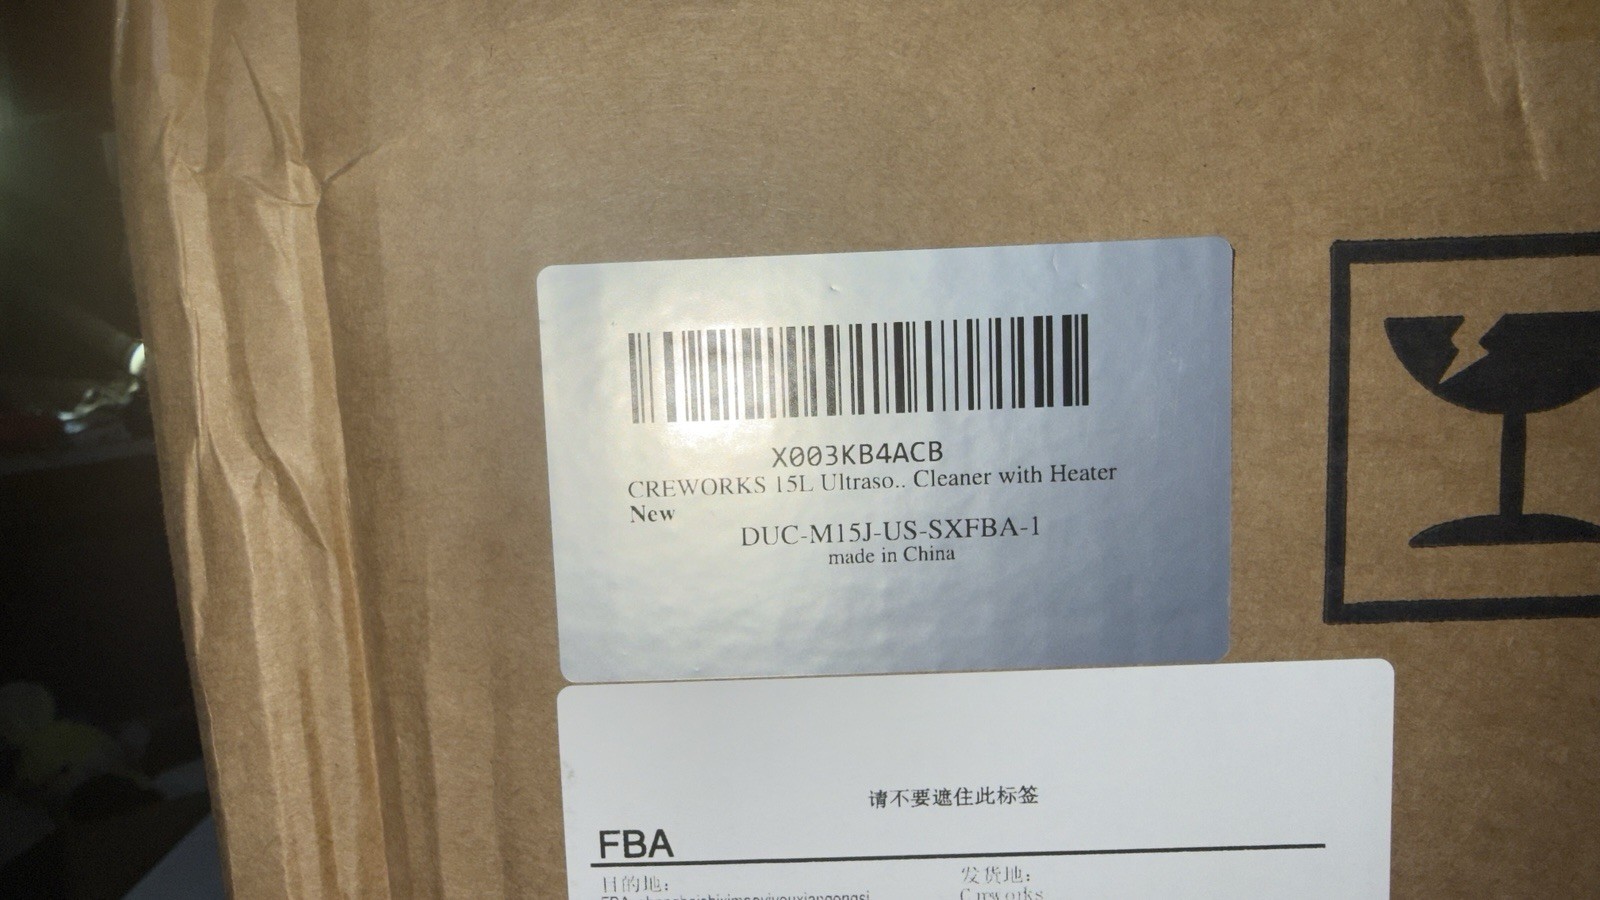 X003KB4ACB
CREWORKS 15L Ultraso.. Cleaner with Heater
New
DUC-M15J-US-SXFBA-1
made in China
请不要遮住此标签
FBA
目的地：
发货地：